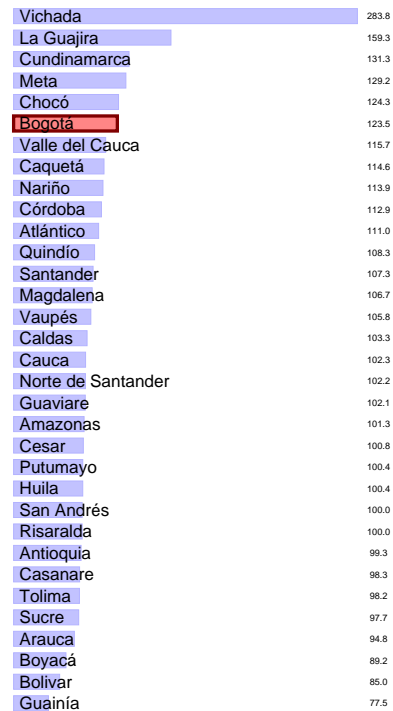 Vichada 283.8
La Guajira 159.3
Cundinamarca 131.3
Meta 129.2
Chocó 124.3
Bogotá 123.5
Valle del Cauca 115.7
Caquetá 114.6
Nariño 113.9
Córdoba 112.9
Atlántico 111.0
Quindío 108.3
Santander 107.3
Magdalena 106.7
Vaupés 105.8
Caldas 103.3
Cauca 102.3
Norte de Santander 102.2
Guaviare 102.1
Amazonas 101.3
Cesar 100.8
Putumayo 100.4
Huila 100.4
San Andrés 100.0
Risaralda 100.0
Antioquia 99.3
Casanare 98.3
Tolima 98.2
Sucre 97.7
Arauca 94.8
Boyacá 89.2
Bolivar 85.0
Guainía 77.5